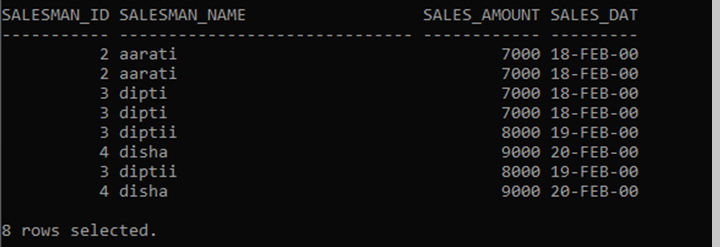 SALESMAN_ID SALESMAN_NAME                  SALES_AMOUNT SALES_DAT
----------- ------------------------------ ------------ ---------
          2 aarati                                 7000 18-FEB-00
          2 aarati                                 7000 18-FEB-00
          3 dipti                                  7000 18-FEB-00
          3 dipti                                  7000 18-FEB-00
          3 diptii                                 8000 19-FEB-00
          4 disha                                  9000 20-FEB-00
          3 diptii                                 8000 19-FEB-00
          4 disha                                  9000 20-FEB-00
8 rows selected.